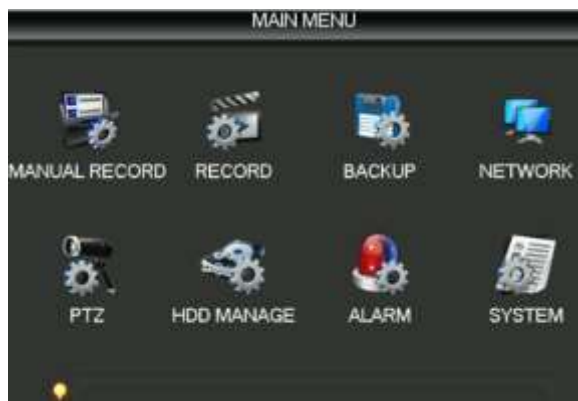 MAIN MENU
MANUAL RECORD RECORD BACKUP NETWORK
PTZ HDD MANAGE ALARM SYSTEM